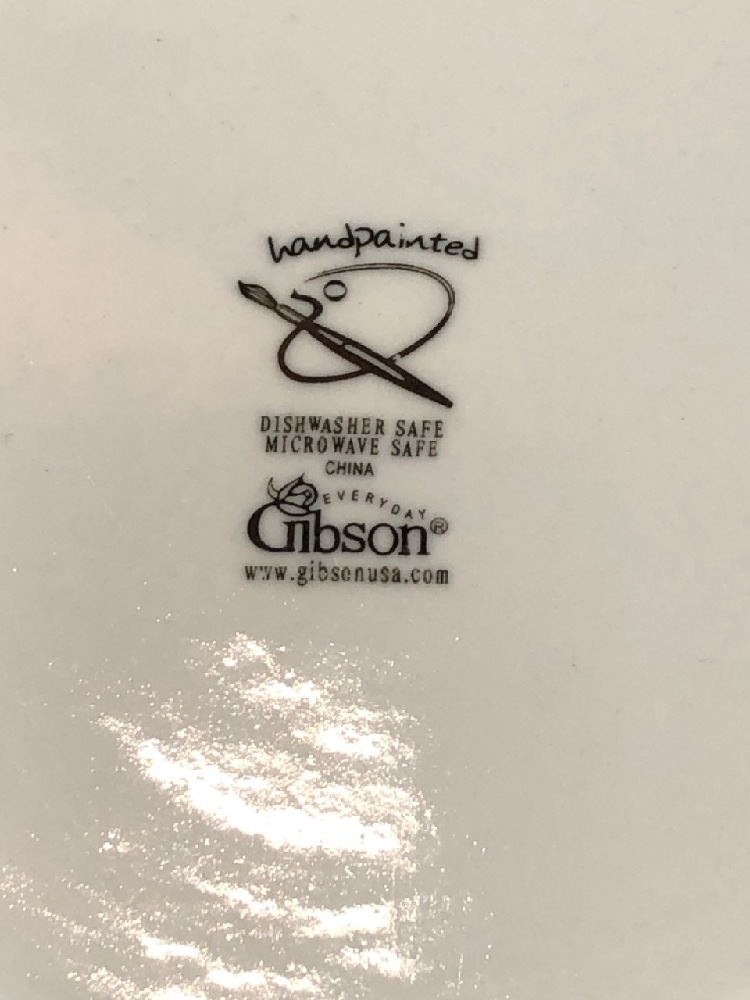 handpainted
DISHWASHER SAFE
MICROWAVE SAFE
CHINA
EVERYDAY
Gibson®
www.gibsonusa.com